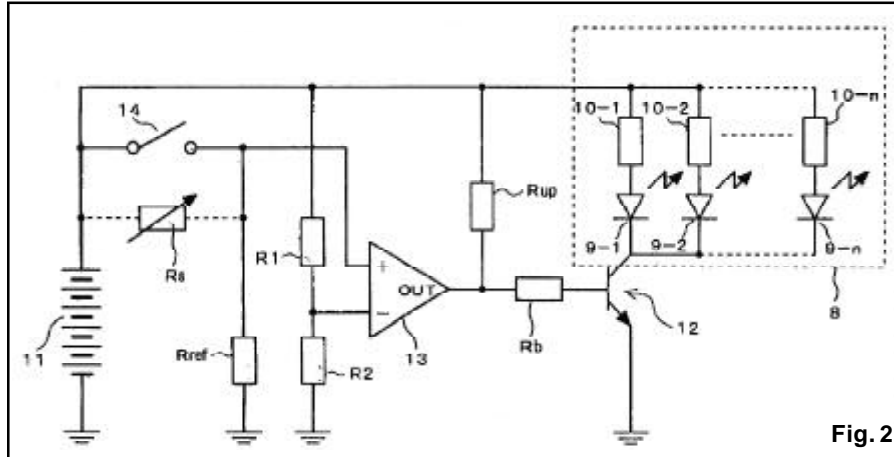 14
10-1
10-2
10-n
Rup
Rs
R1
9-1
9-2
9-n
OUT
+
−
11
Rref
R2
13
Rb
12
8
Fig. 2